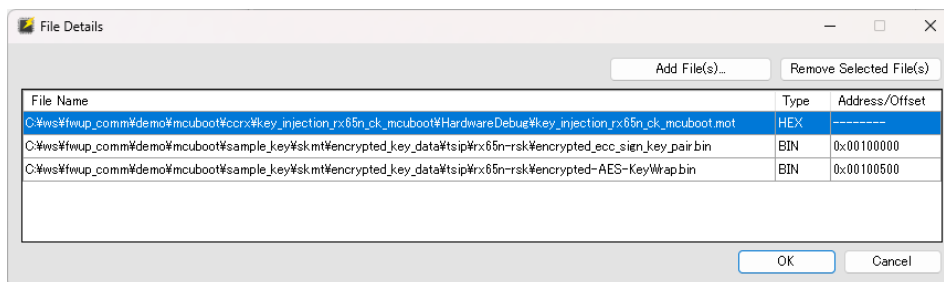 File Details
Add File(s)... Remove Selected File(s)
File Name Type Address/Offset
C:¥ws¥fwup_comm¥demo¥mcuboot¥ccrx¥key_injection_rx65n_ck_mcuboot¥HardwareDebug¥key_injection_rx65n_ck_mcuboot.mot HEX --------
C:¥ws¥fwup_comm¥demo¥mcuboot¥sample_key¥skmt¥encrypted_key_data¥tsip¥rx65n-rsk¥encrypted_ecc_sign_key_pair.bin BIN 0x00100000
C:¥ws¥fwup_comm¥demo¥mcuboot¥sample_key¥skmt¥encrypted_key_data¥tsip¥rx65n-rsk¥encrypted-AES-KeyWrap.bin BIN 0x00100500
OK Cancel